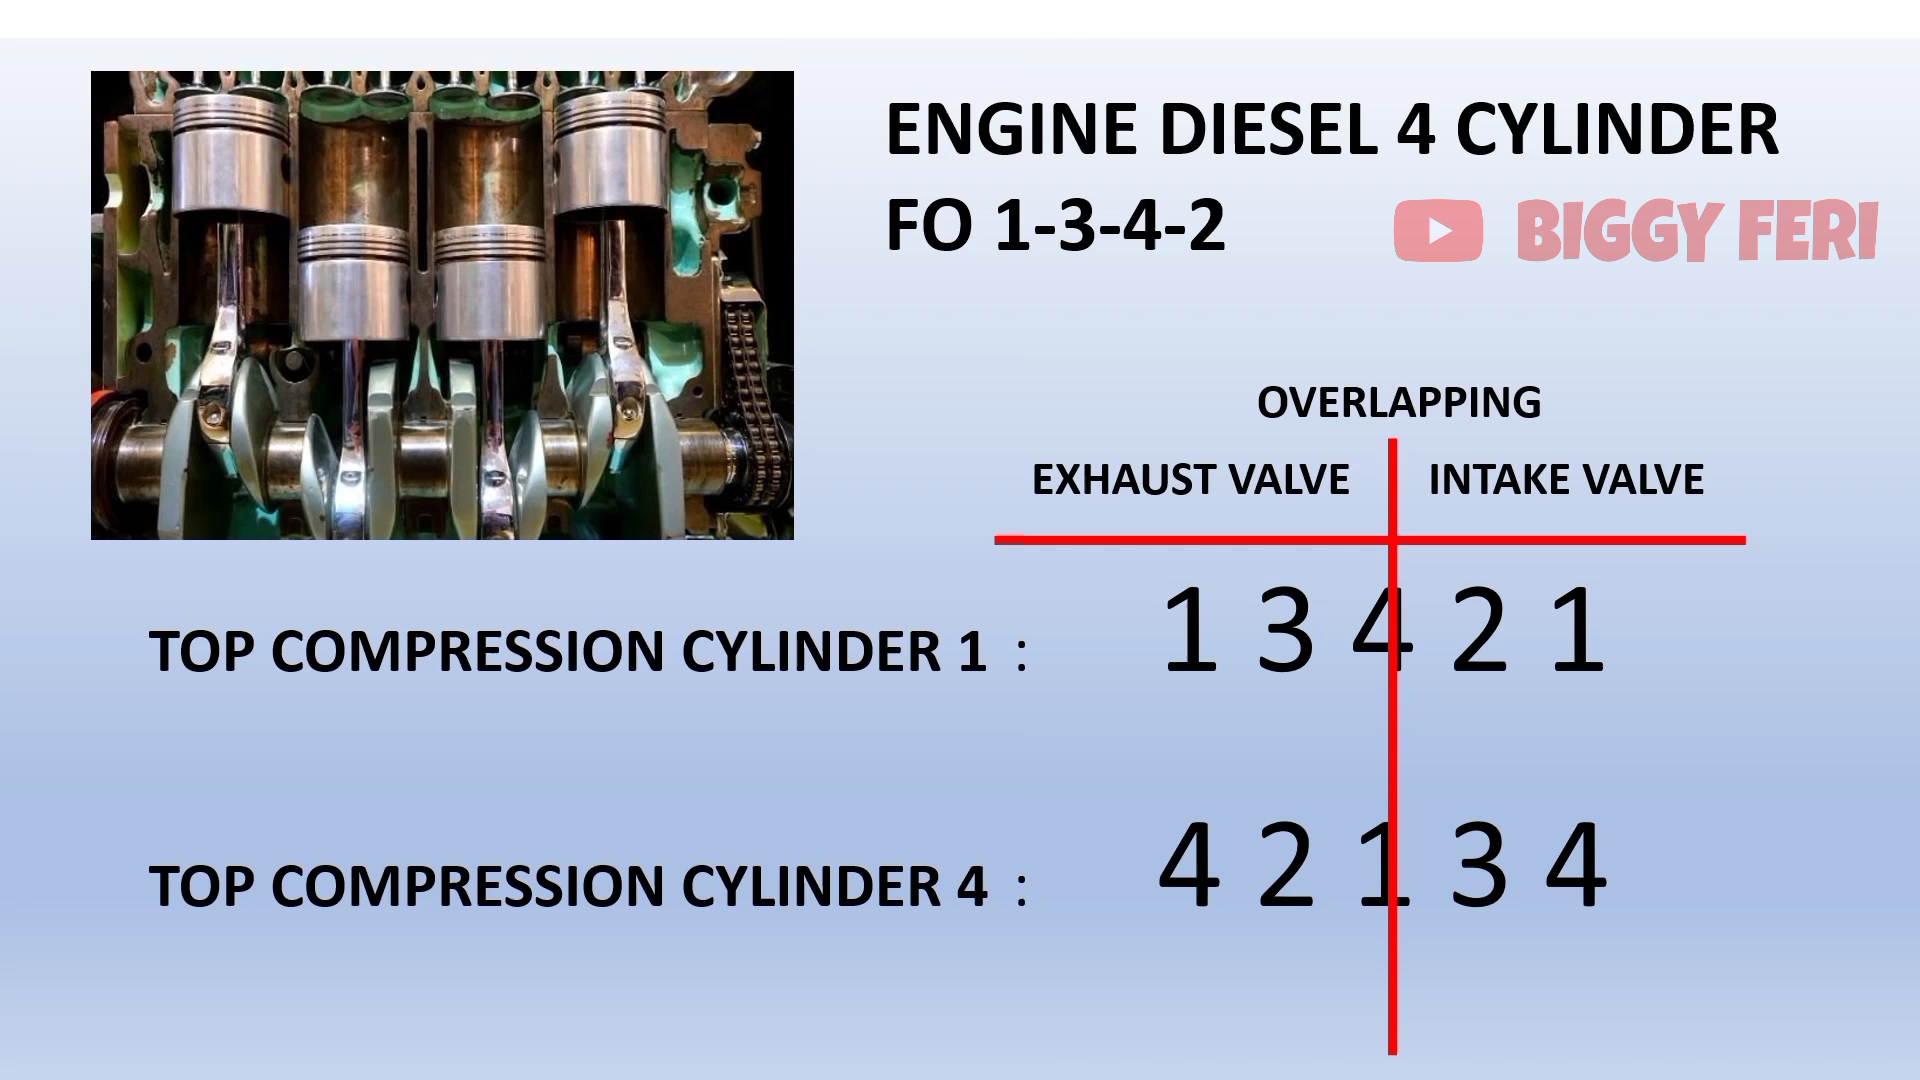 ENGINE DIESEL 4 CYLINDER
FO 1-3-4-2
BIGGY FERI
OVERLAPPING
EXHAUST VALVE INTAKE VALVE
TOP COMPRESSION CYLINDER 1 : 1 3 4 2 1
TOP COMPRESSION CYLINDER 4 : 4 2 1 3 4